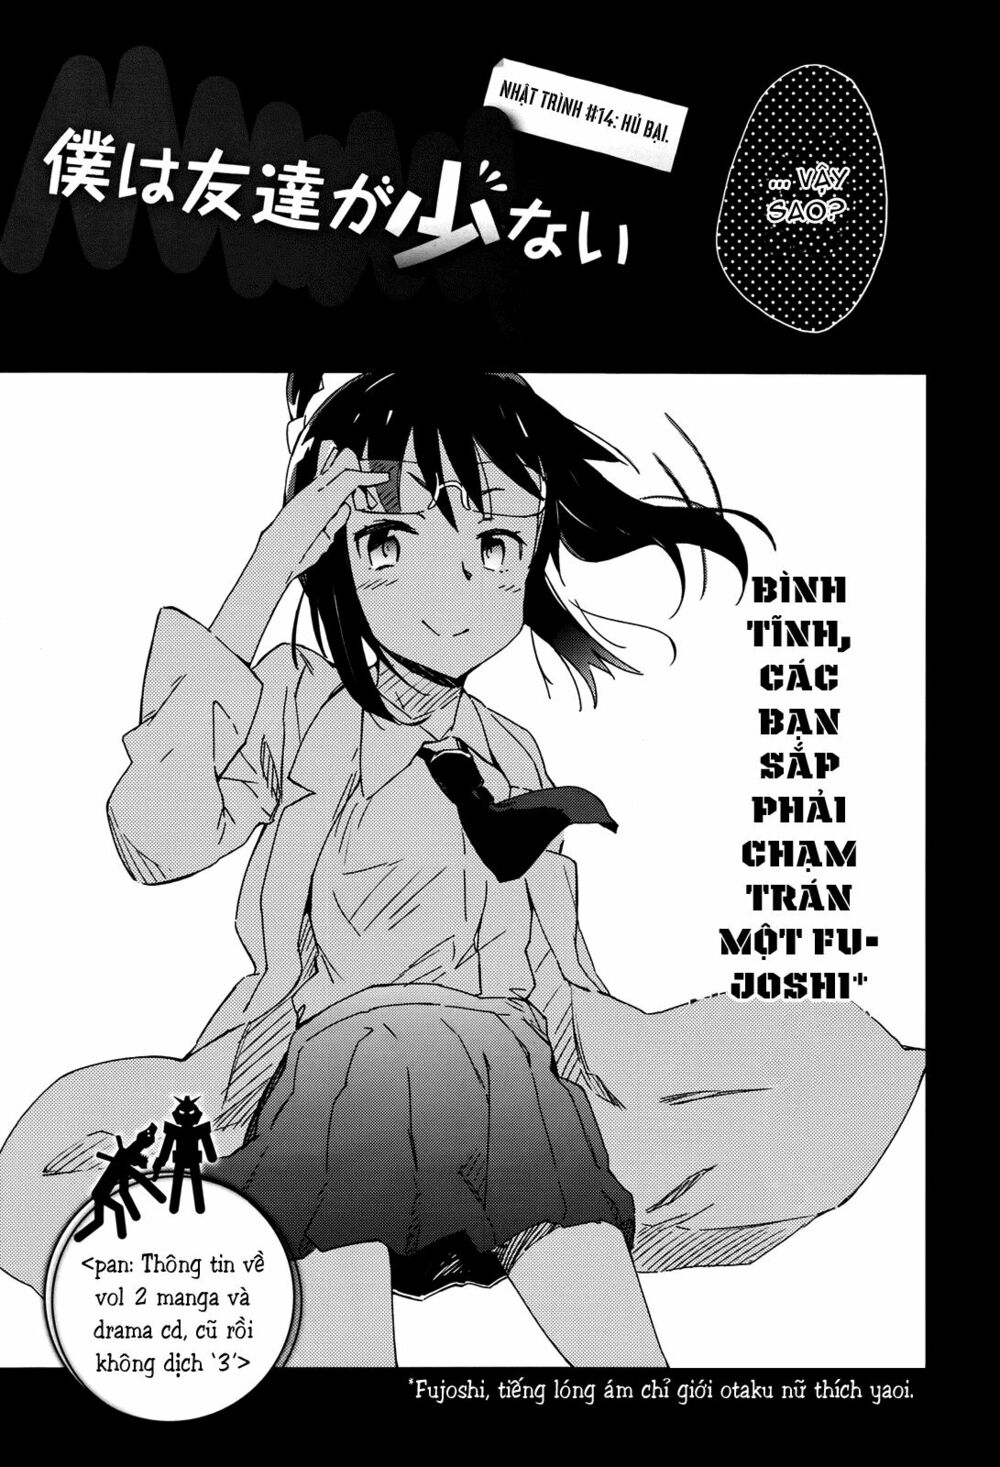 NHẬT TRÌNH #14: HỦ BẠI.
僕は友達が少ない
... VẬY
SAO?
BÌNH
TĨNH,
CÁC
BẠN
SẮP
PHẢI
CHẠM
TRÁN
MỘT FU-
JOSHI*
<pan: Thông tin về
vol 2 manga và
drama cd, cũ rồi
không dịch '3'>
*Fujoshi, tiếng lóng ám chỉ giới otaku nữ thích yaoi.